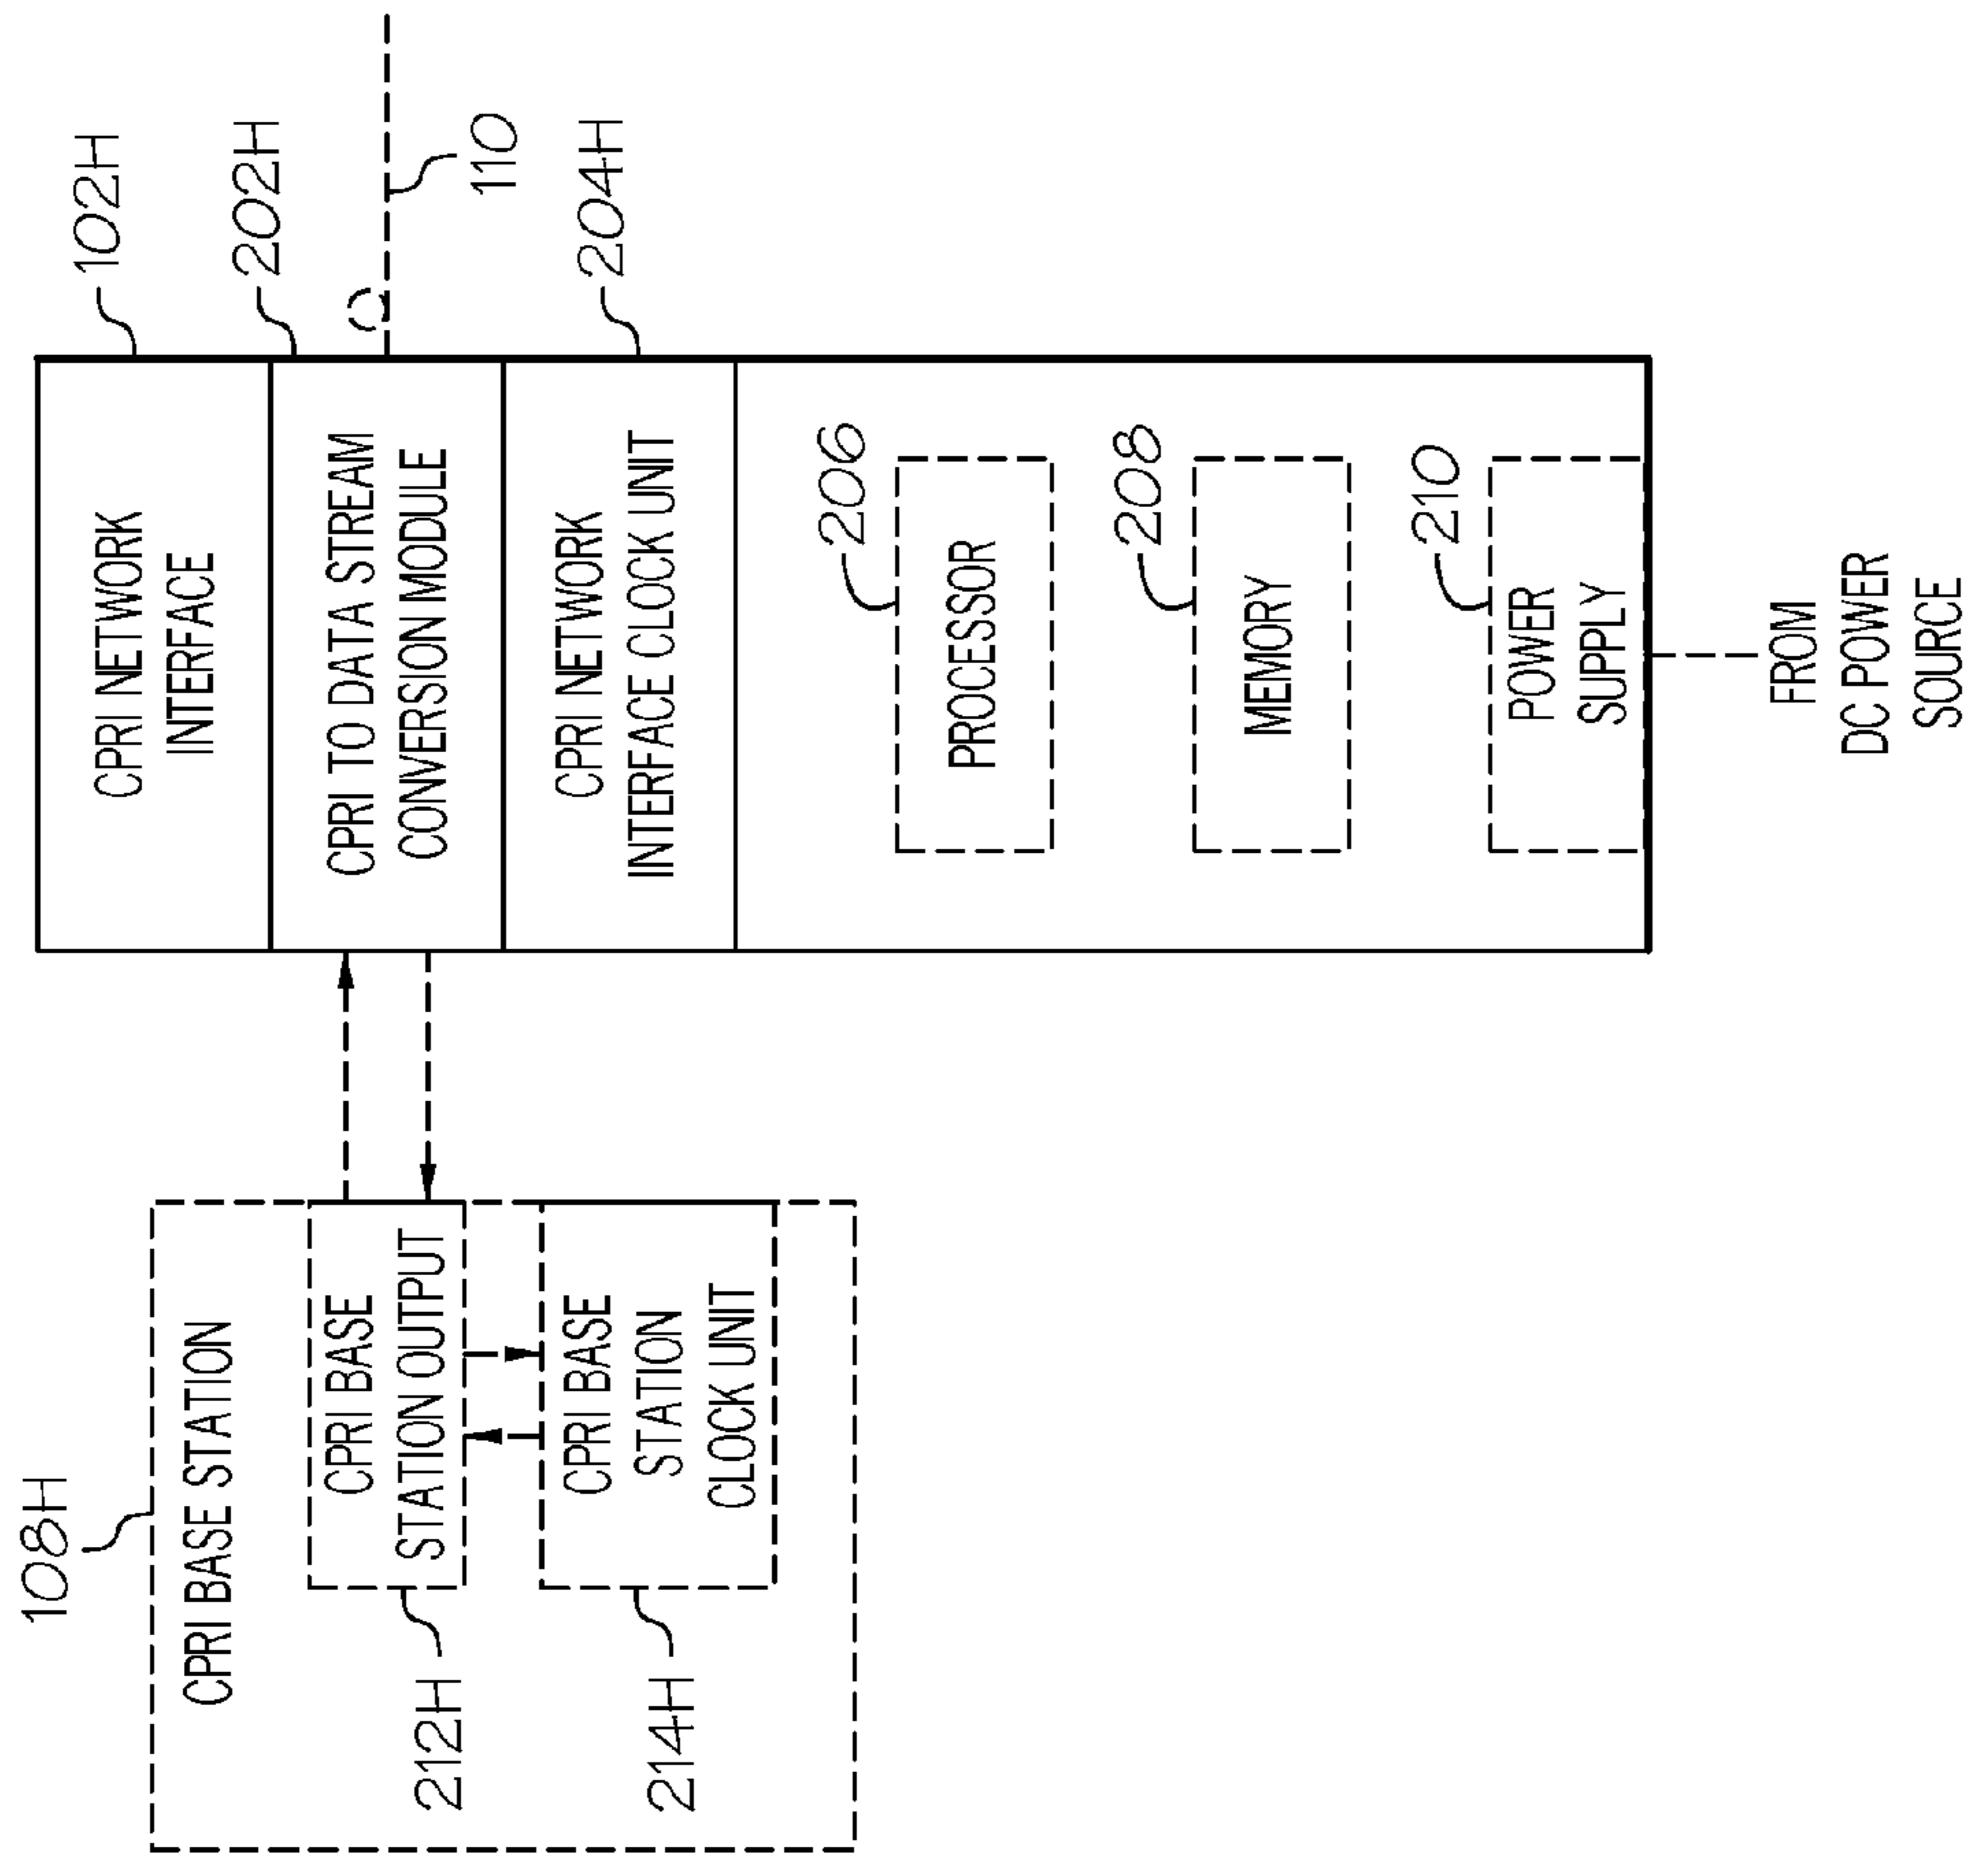 108H
CPRI BASE STATION
CPRI BASE
STATION OUTPUT
212H
CPRI BASE
STATION
CLOCK UNIT
214H
CPRI NETWORK
INTERFACE
102H
CPRI TO DATA STREAM
CONVERSION MODULE
202H
110
CPRI NETWORK
INTERFACE CLOCK UNIT
204H
206
PROCESSOR
208
MEMORY
210
POWER
SUPPLY
FROM
DC POWER
SOURCE